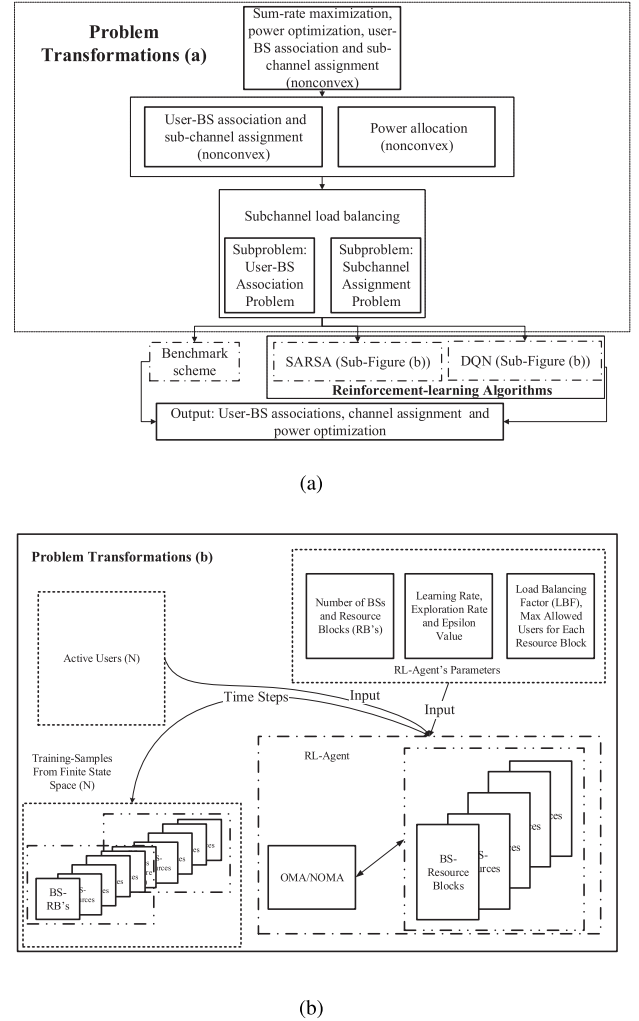 Problem
Transformations (a)
Sum-rate maximization,
power optimization, user-
BS association and sub-
channel assignment
(nonconvex)
User-BS association and
sub-channel assignment
(nonconvex)
Power allocation
(nonconvex)
Subchannel load balancing
Subproblem:
User-BS
Association
Problem
Subproblem:
Subchannel
Assignment
Problem
Benchmark
scheme
SARSA (Sub-Figure (b))
DQN (Sub-Figure (b))
Reinforcement-learning Algorithms
Output: User-BS associations, channel assignment and
power optimization
(a)
Problem Transformations (b)
Active Users (N)
Number of BSs
and Resource
Blocks (RB's)
Learning Rate,
Exploration Rate
and Epsilon
Value
Load Balancing
Factor (LBF),
Max Allowed
Users for Each
Resource Block
RL-Agent's Parameters
Time Steps
Input
Input
Training-Samples
From Finite State
Space (N)
BS-
RB's
RL-Agent
OMA/NOMA
BS-
Resource
Blocks
(b)